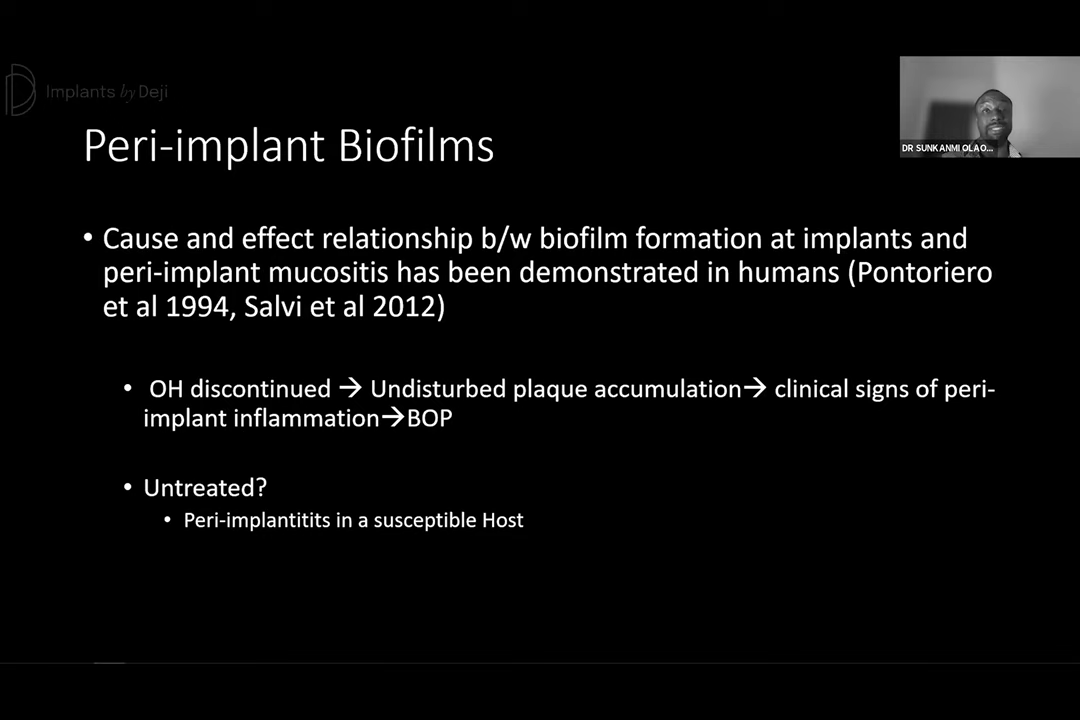 Implants by Deji
DR SUNKANMI OLAO...
Peri-implant Biofilms
• Cause and effect relationship b/w biofilm formation at implants and
peri-implant mucositis has been demonstrated in humans (Pontoriero
et al 1994, Salvi et al 2012)
• OH discontinued → Undisturbed plaque accumulation→ clinical signs of peri-
implant inflammation→BOP
• Untreated?
• Peri-implantitits in a susceptible Host